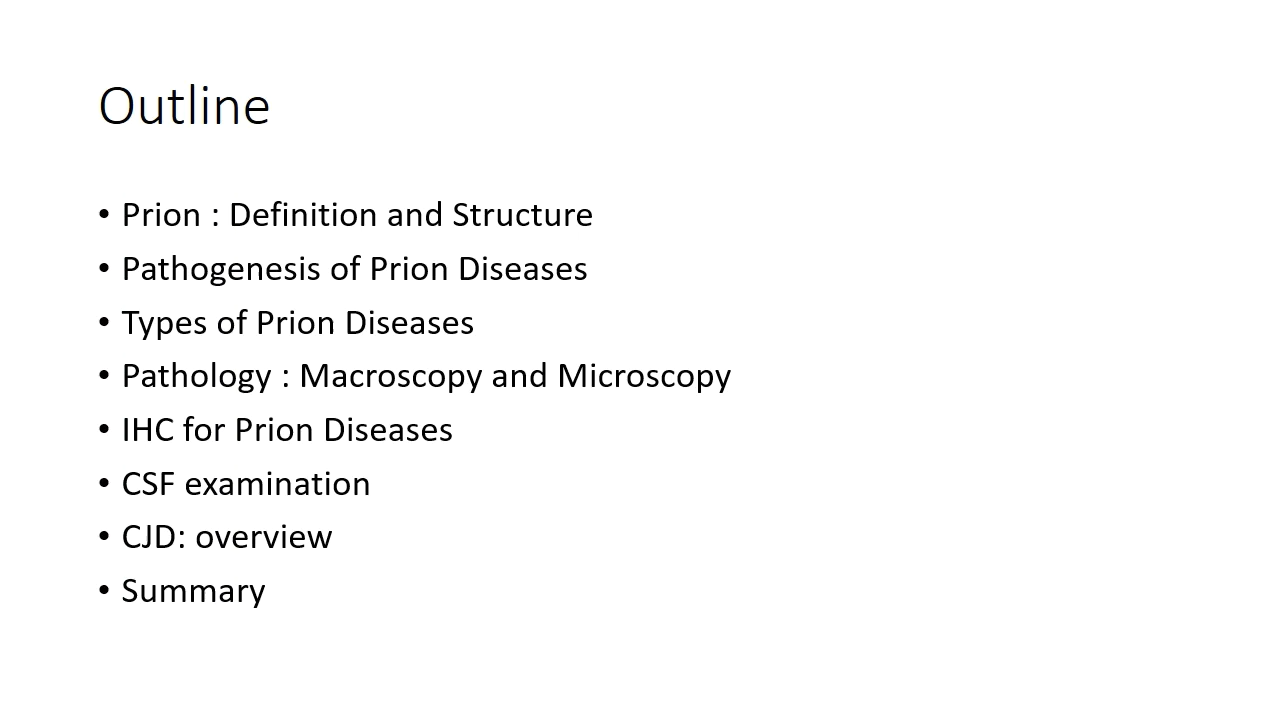 Outline
• Prion : Definition and Structure
• Pathogenesis of Prion Diseases
• Types of Prion Diseases
• Pathology : Macroscopy and Microscopy
• IHC for Prion Diseases
• CSF examination
• CJD: overview
• Summary